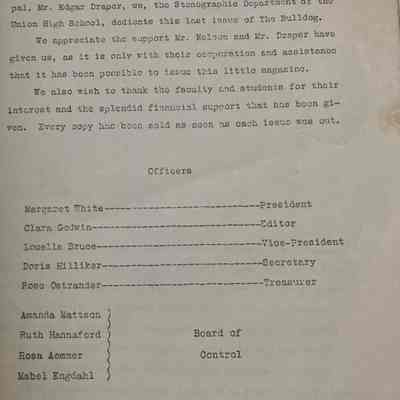 pal, Mr. Edgar Draper, we, the Stenographic Department of the
Union High School, dedicate this last issue of The Bulldog.
We appreciate the support Mr. Nelson and Mr. Draper have
given us, as it is only with their cooperation and assistance
that it has been possible to issue this little magazine.
We also wish to thank the faculty and students for their
interest and the splendid financial support that has been gi-
ven. Every copy has been sold as soon as each issue was out.
Officers
Margaret White-----------------------------President
Clara Godwin-------------------------------Editor
Louella Bruce------------------------------Vice-President
Doris Hilliker-----------------------------Secretary
Rose Ostrander-----------------------------Treasurer
Amanda Mattson )
Ruth Hannaford ) Board of
Rosa Aommer ) Control
Mabel Engdahl )